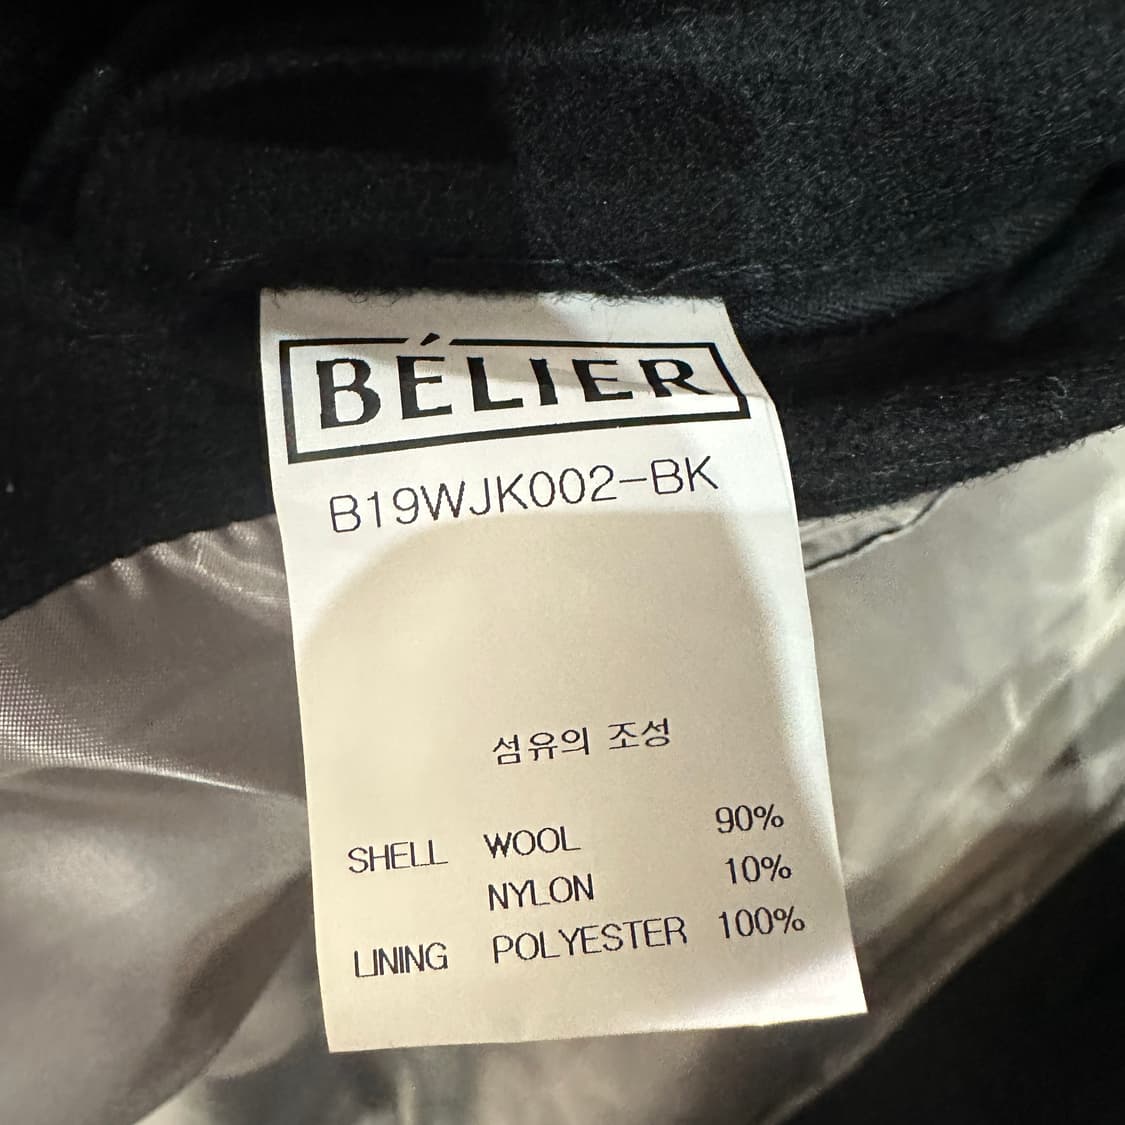 BÉLIER
B19WJK002-BK
섬유의 조성
SHELL WOOL 90%
NYLON 10%
LINING POLYESTER 100%